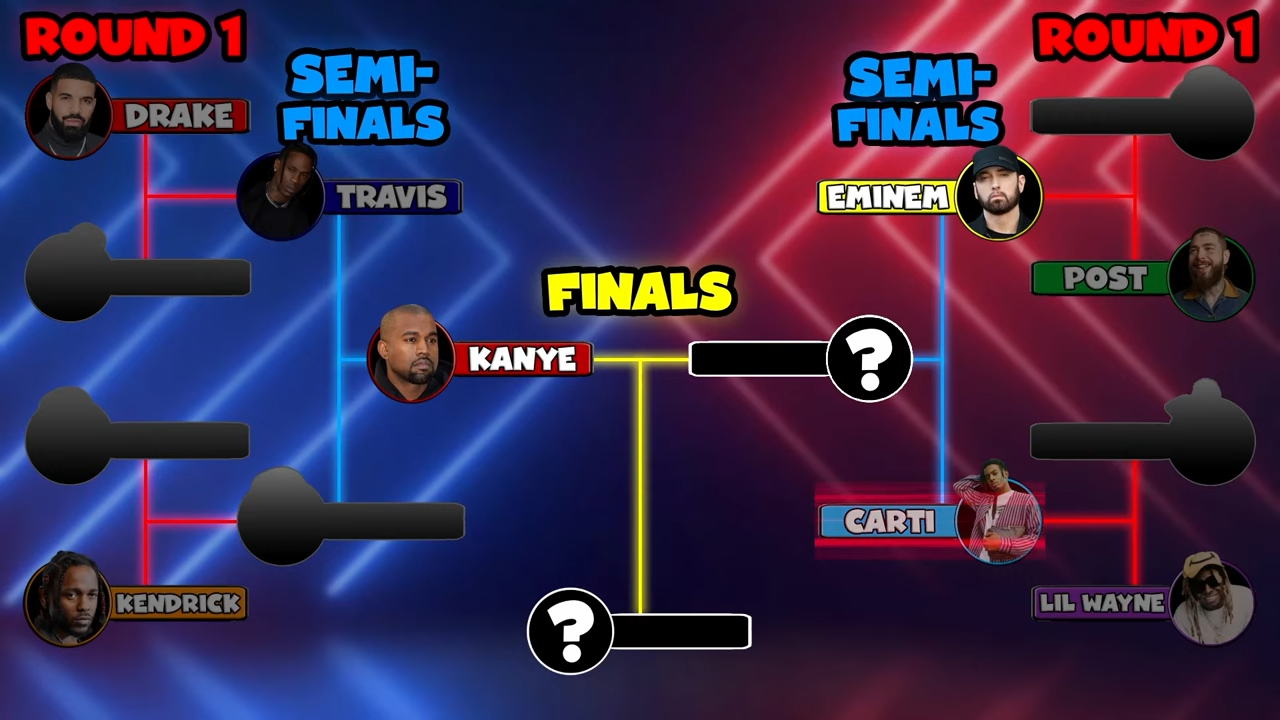 ROUND 1
ROUND 1
SEMI-
FINALS
SEMI-
FINALS
DRAKE
TRAVIS
EMINEM
POST
FINALS
KANYE
?
CARTI
KENDRICK
LIL WAYNE
?